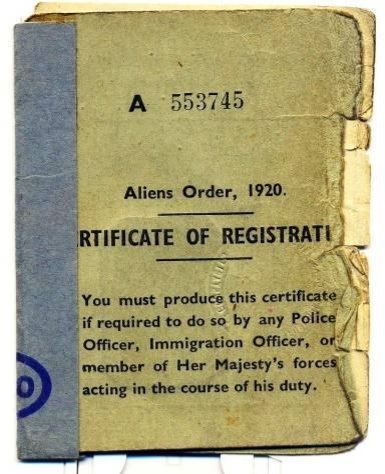 A 553745
Aliens Order, 1920.
RTIFICATE OF REGISTRATI
You must produce this certificate
if required to do so by any Police
Officer, Immigration Officer, or
member of Her Majesty's forces
acting in the course of his duty.